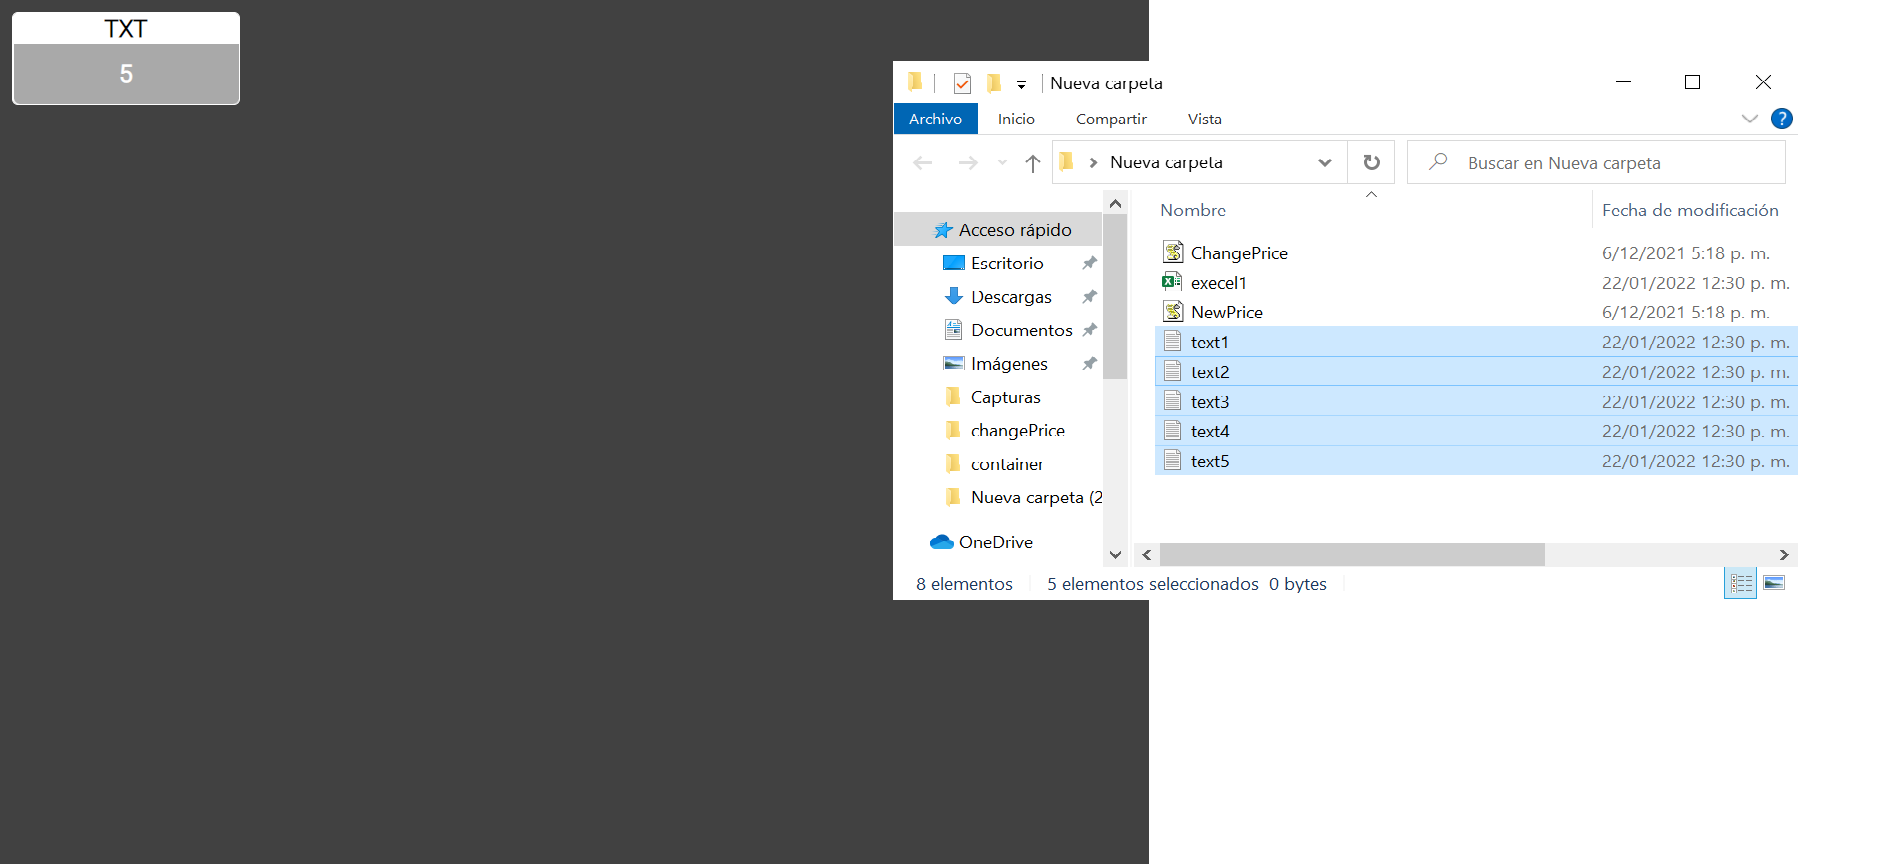 TXT
5
Nueva carpeta
Archivo Inicio Compartir Vista
?
Nueva carpeta
Buscar en Nueva carpeta
Nombre Fecha de modificación
Acceso rápido
Escritorio
Descargas
Documentos
Imágenes
Capturas
changePrice
container
Nueva carpeta (2
OneDrive
ChangePrice 6/12/2021 5:18 p. m.
execel1 22/01/2022 12:30 p. m.
NewPrice 6/12/2021 5:18 p. m.
text1 22/01/2022 12:30 p. m.
text2 22/01/2022 12:30 p. m.
text3 22/01/2022 12:30 p. m.
text4 22/01/2022 12:30 p. m.
text5 22/01/2022 12:30 p. m.
8 elementos 5 elementos seleccionados 0 bytes